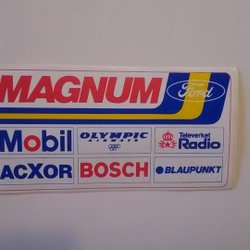 MAGNUM
Ford
Mobil
OLYMPIC
AIRWAYS
Televerket
Radio
ACXOR
BOSCH
BLAUPUNKT